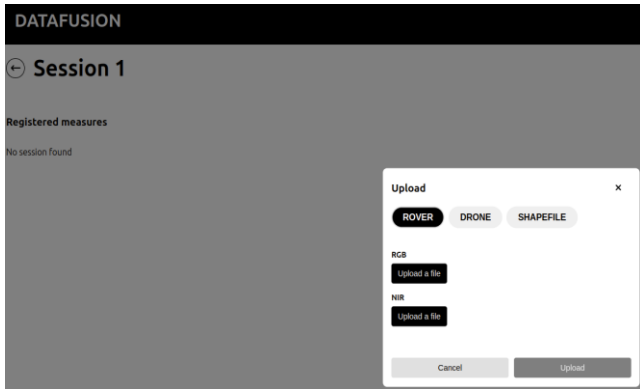 DATAFUSION
Session 1
Registered measures
No session found
Upload x
ROVER DRONE SHAPEFILE
RGB
Upload a file
NIR
Upload a file
Cancel Upload